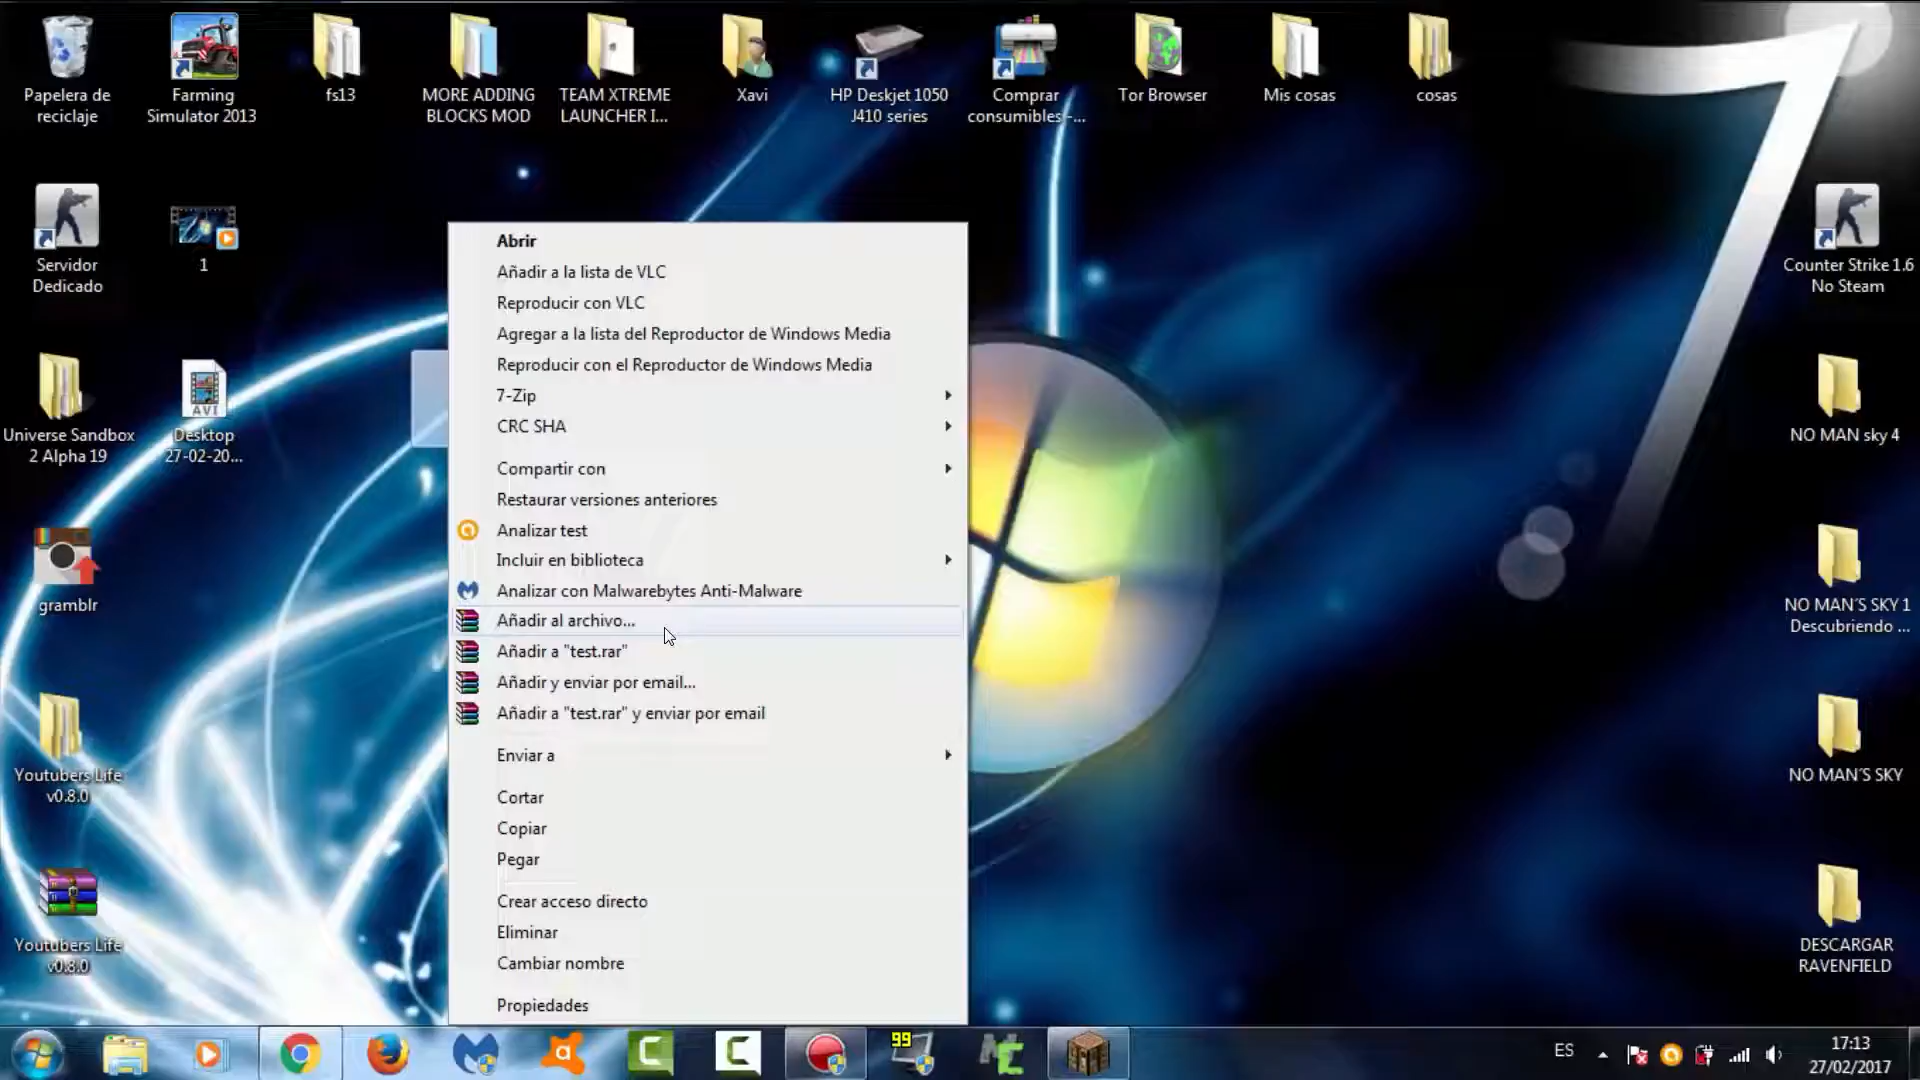 Papelera de
reciclaje
Farming
Simulator 2013
fs13
MORE ADDING
BLOCKS MOD
TEAM XTREME
LAUNCHER I...
Xavi
HP Deskjet 1050
J410 series
Comprar
consumibles -...
Tor Browser
Mis cosas
cosas
Servidor
Dedicado
1
Counter Strike 1.6
No Steam
Universe Sandbox
2 Alpha 19
AVI
Desktop
27-02-20...
NO MAN sky 4
gramblr
NO MAN´S SKY 1
Descubriendo ...
Youtubers Life
v0.8.0
NO MAN´S SKY
Youtubers Life
v0.8.0
DESCARGAR
RAVENFIELD
Abrir
Añadir a la lista de VLC
Reproducir con VLC
Agregar a la lista del Reproductor de Windows Media
Reproducir con el Reproductor de Windows Media
7-Zip
CRC SHA
Compartir con
Restaurar versiones anteriores
Analizar test
Incluir en biblioteca
Analizar con Malwarebytes Anti-Malware
Añadir al archivo...
Añadir a "test.rar"
Añadir y enviar por email...
Añadir a "test.rar" y enviar por email
Enviar a
Cortar
Copiar
Pegar
Crear acceso directo
Eliminar
Cambiar nombre
Propiedades
99
ES
17:13
27/02/2017